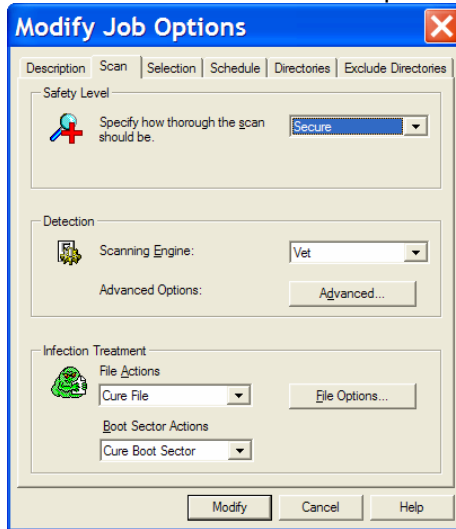 Modify Job Options
Description Scan Selection Schedule Directories Exclude Directories
Safety Level
Specify how thorough the scan
should be.
Secure
Detection
Scanning Engine:
Vet
Advanced Options:
Advanced...
Infection Treatment
File Actions
Cure File
File Options...
Boot Sector Actions
Cure Boot Sector
Modify Cancel Help